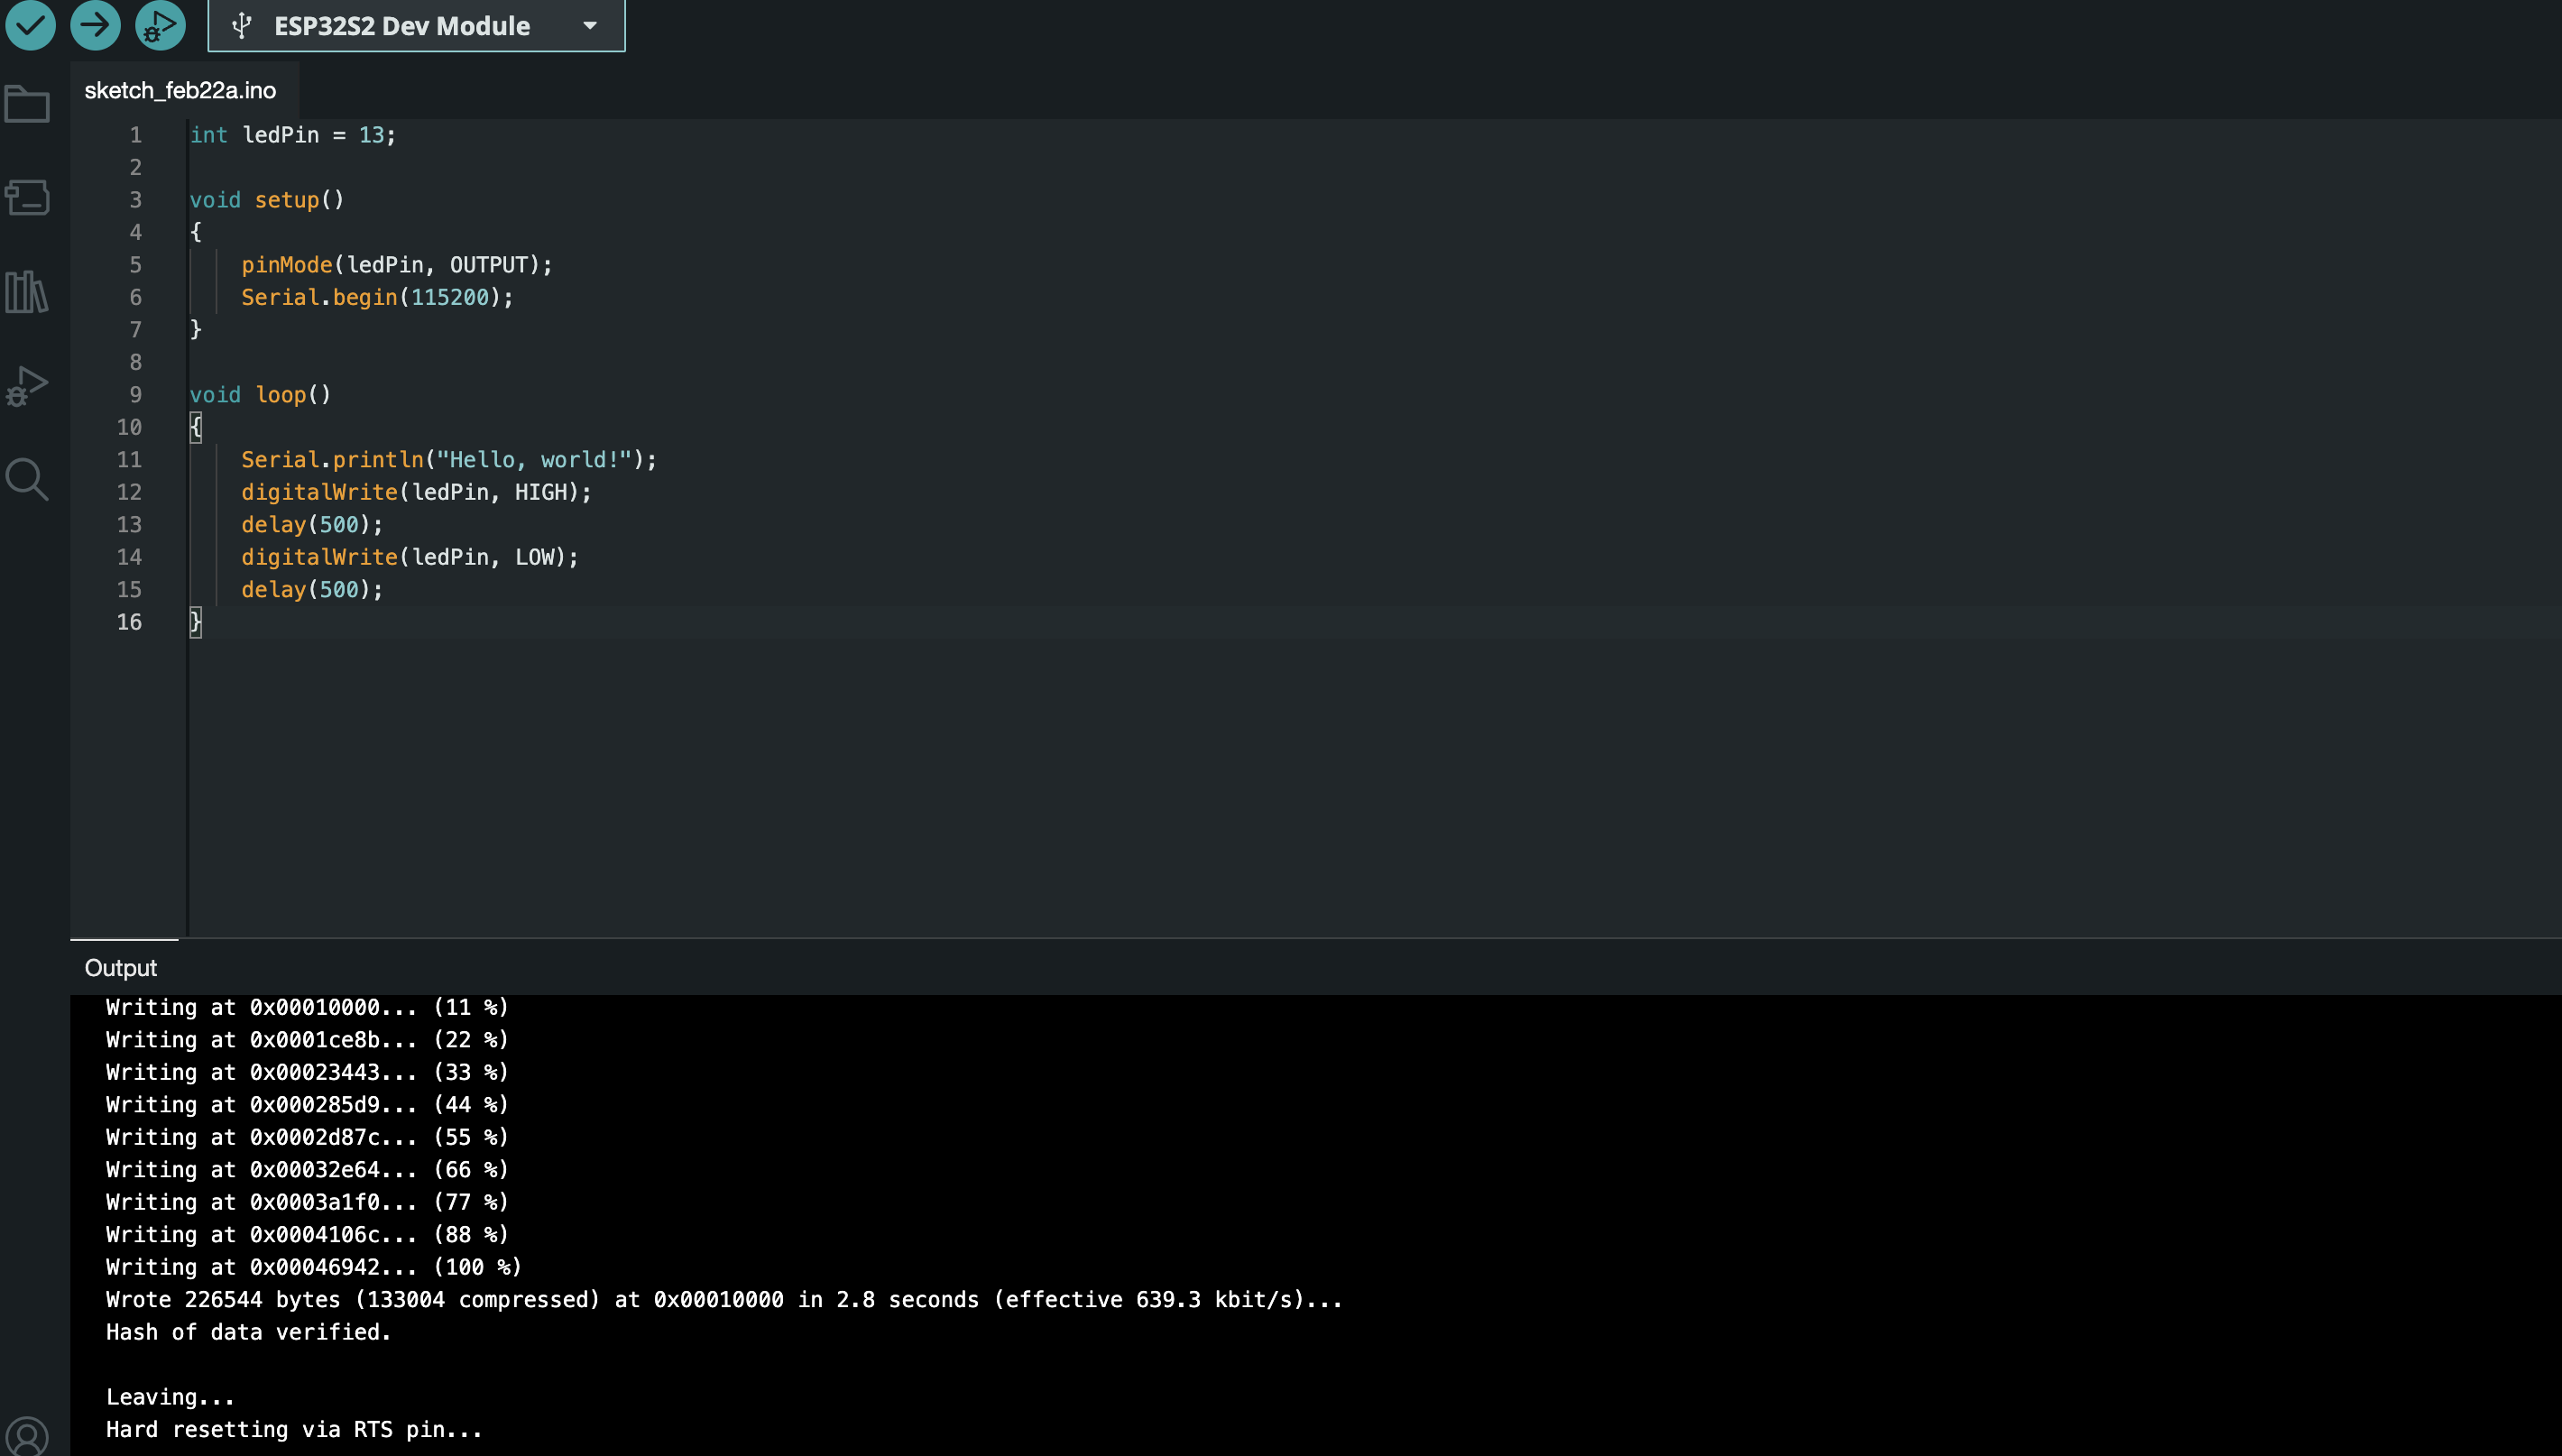 ESP32S2 Dev Module
sketch_feb22a.ino
1 int ledPin = 13;
2
3 void setup()
4 {
5 pinMode(ledPin, OUTPUT);
6 Serial.begin(115200);
7 }
8
9 void loop()
10 {
11 Serial.println("Hello, world!");
12 digitalWrite(ledPin, HIGH);
13 delay(500);
14 digitalWrite(ledPin, LOW);
15 delay(500);
16 }
Output
Writing at 0x00010000... (11 %)
Writing at 0x0001ce8b... (22 %)
Writing at 0x00023443... (33 %)
Writing at 0x000285d9... (44 %)
Writing at 0x0002d87c... (55 %)
Writing at 0x00032e64... (66 %)
Writing at 0x0003a1f0... (77 %)
Writing at 0x0004106c... (88 %)
Writing at 0x00046942... (100 %)
Wrote 226544 bytes (133004 compressed) at 0x00010000 in 2.8 seconds (effective 639.3 kbit/s)...
Hash of data verified.
Leaving...
Hard resetting via RTS pin...